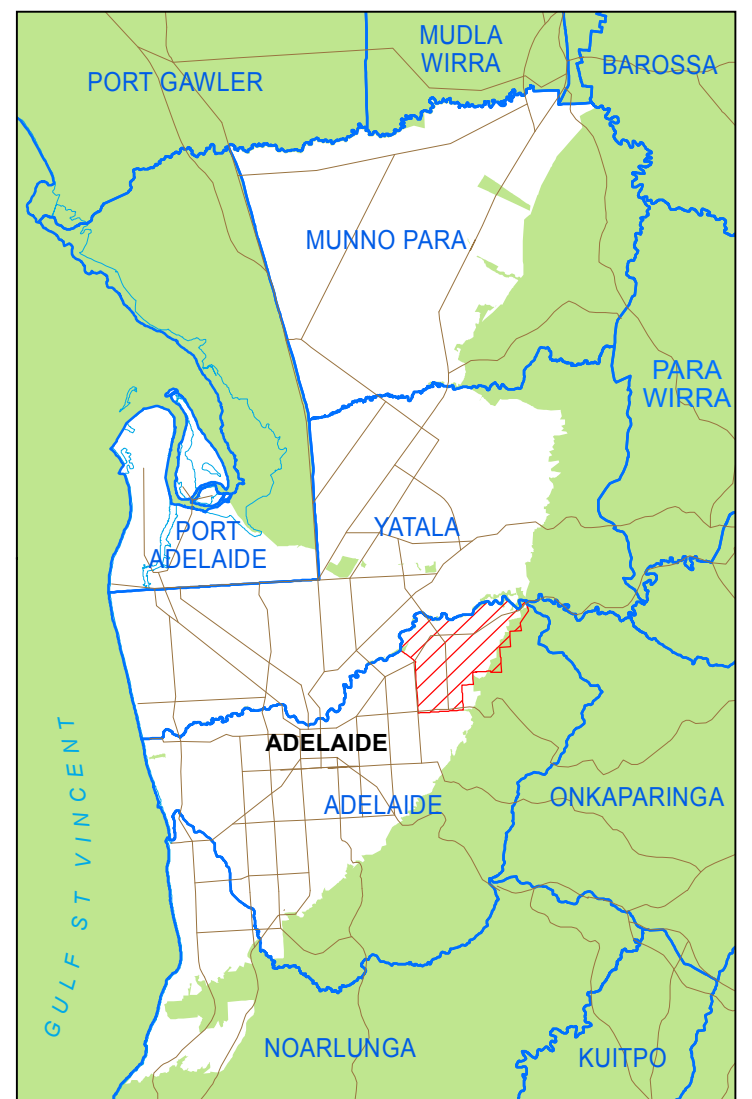 MUDLA
WIRRA
BAROSSA
PORT GAWLER
MUNNO PARA
PARA
WIRRA
PORT
ADELAIDE
YATALA
ADELAIDE
ADELAIDE
ONKAPARINGA
GULF ST VINCENT
NOARLUNGA
KUITPO